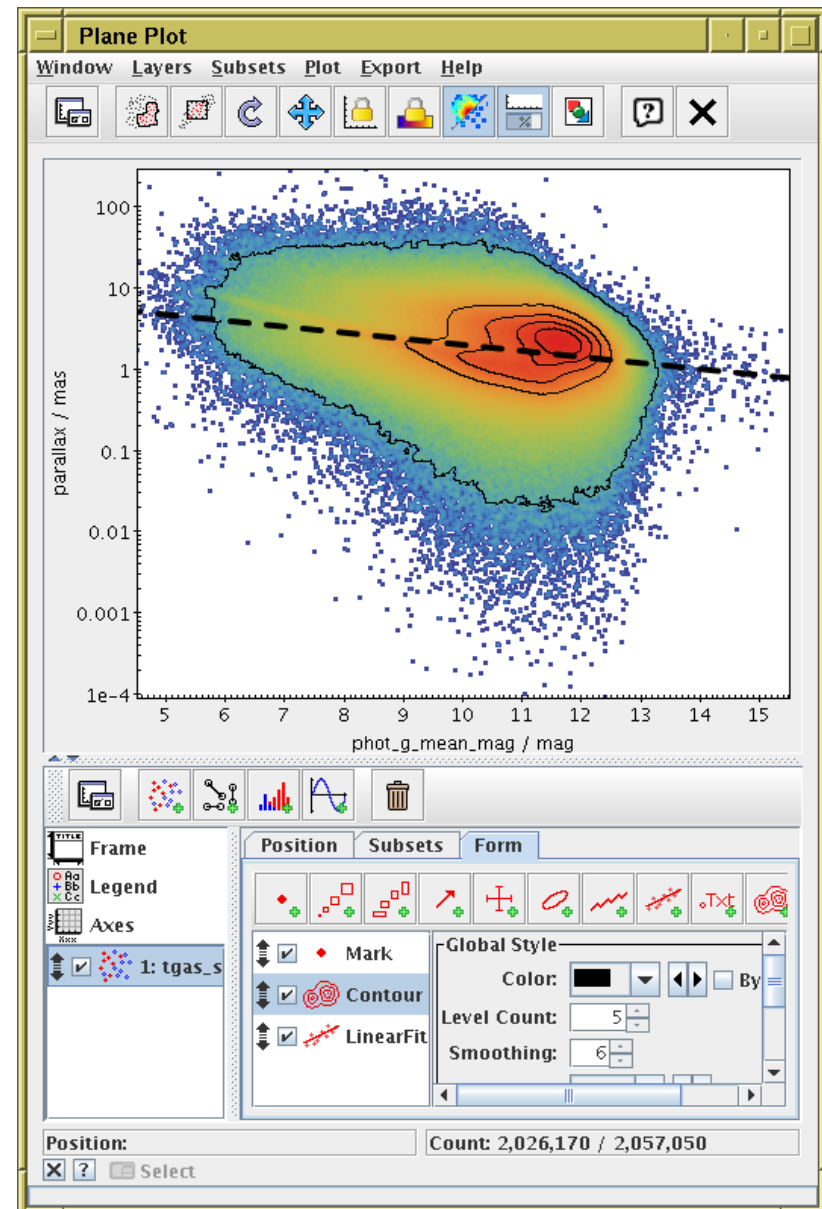 Plane Plot
Window Layers Subsets Plot Export Help
100
10
1
0.1
0.01
0.001
1e-4
parallax / mas
5 6 7 8 9 10 11 12 13 14 15
phot_g_mean_mag / mag
Position Subsets Form
TITLE Frame
Legend
Axes
1: tgas_s
Mark
Contour
LinearFit
Global Style
Color: By
Level Count: 5
Smoothing: 6
Position:
Count: 2,026,170 / 2,057,050
Select